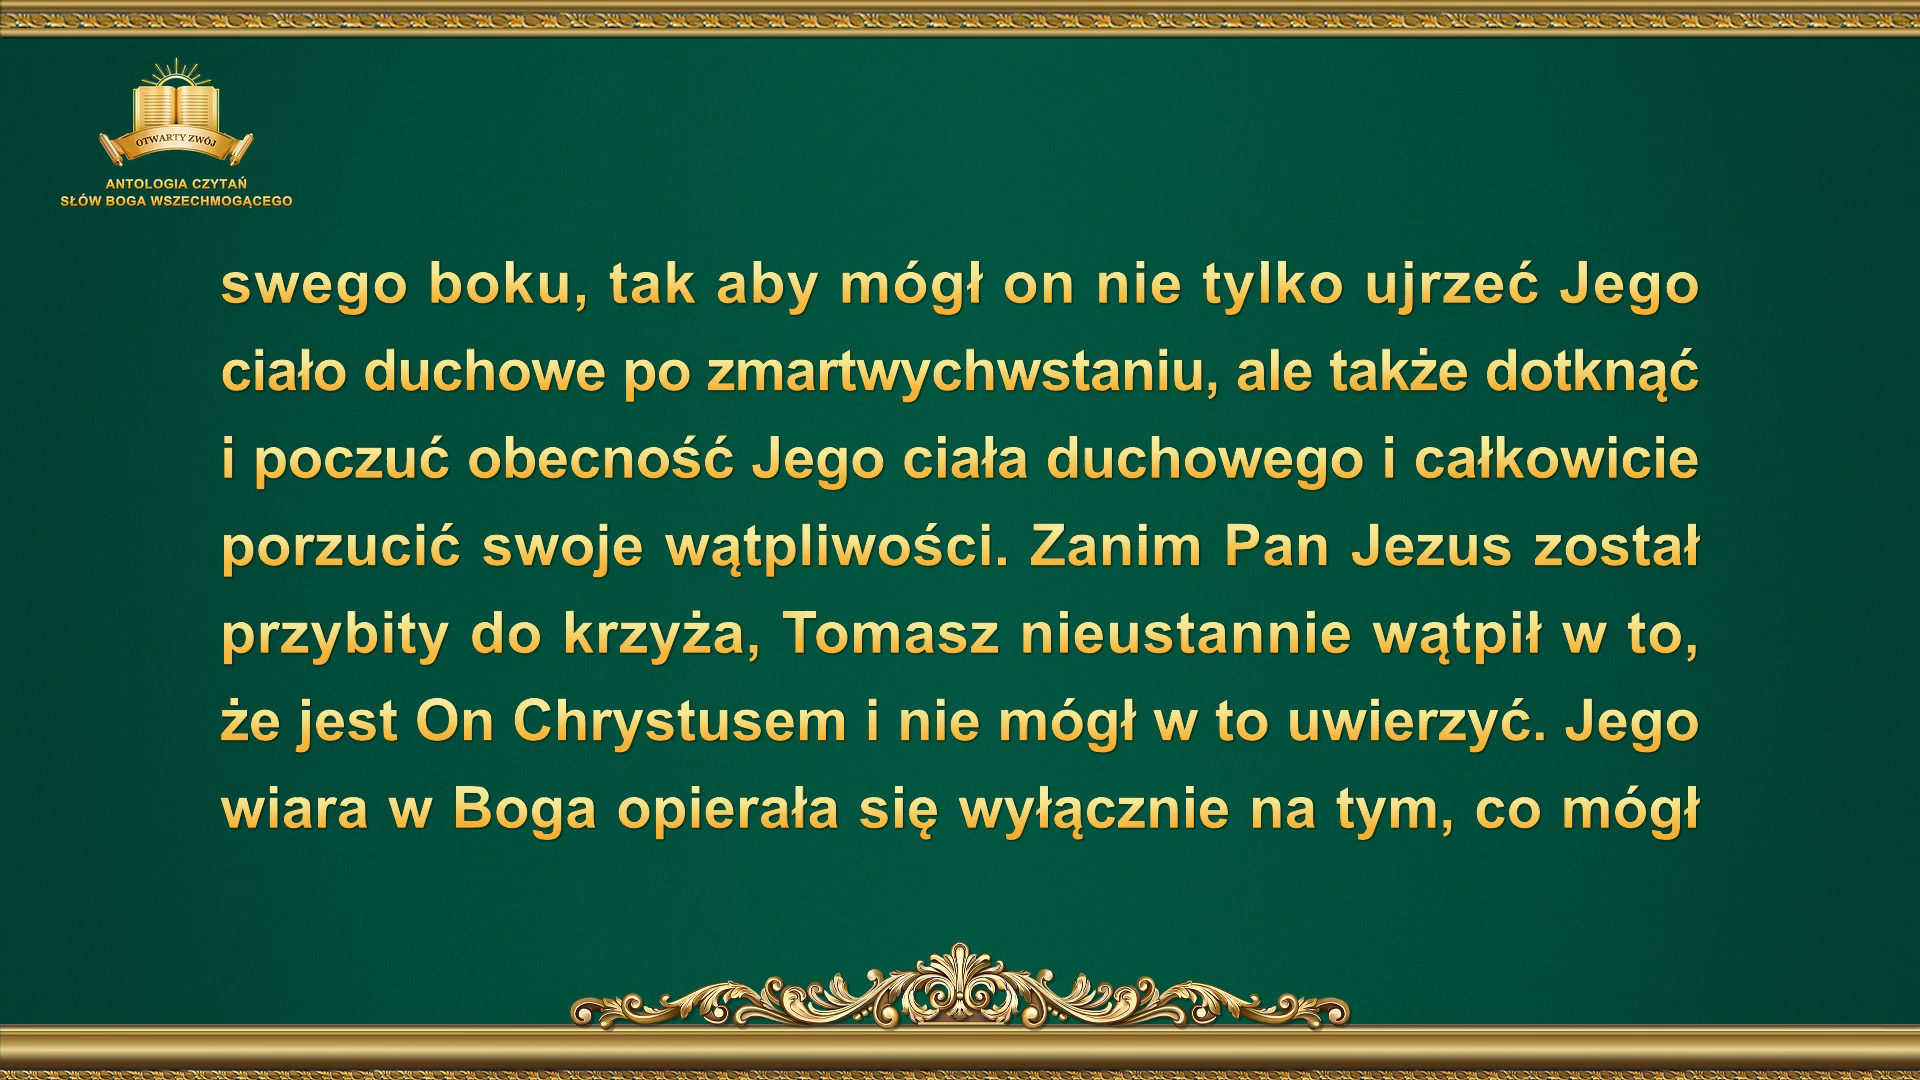 OTWARTY ZWÓJ
ANTOLOGIA CZYTAŃ
SŁÓW BOGA WSZECHMOGĄCEGO
swego boku, tak aby mógł on nie tylko ujrzeć Jego
ciało duchowe po zmartwychwstaniu, ale także dotknąć
i poczuć obecność Jego ciała duchowego i całkowicie
porzucić swoje wątpliwości. Zanim Pan Jezus został
przybity do krzyża, Tomasz nieustannie wątpił w to,
że jest On Chrystusem i nie mógł w to uwierzyć. Jego
wiara w Boga opierała się wyłącznie na tym, co mógł